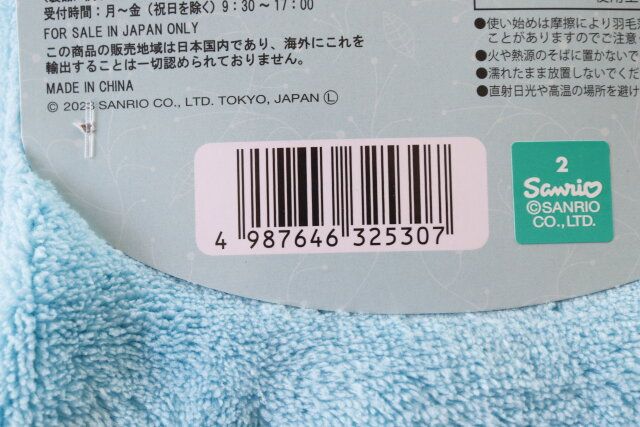 受付時間：月〜金（祝日を除く）9：30〜17：00
FOR SALE IN JAPAN ONLY
この商品の販売地域は日本国内であり、海外にこれを
輸出することは一切認められておりません。
MADE IN CHINA
© 2023 SANRIO CO., LTD. TOKYO, JAPAN Ⓛ
●使い始めは摩擦により羽毛
ことがありますのでご注意
●火や熱源のそばに置かないで
●濡れたまま放置しないでくだ
●直射日光や高温の場所を避け
4 987646 325307
2
Sanrio
©SANRIO
CO., LTD.